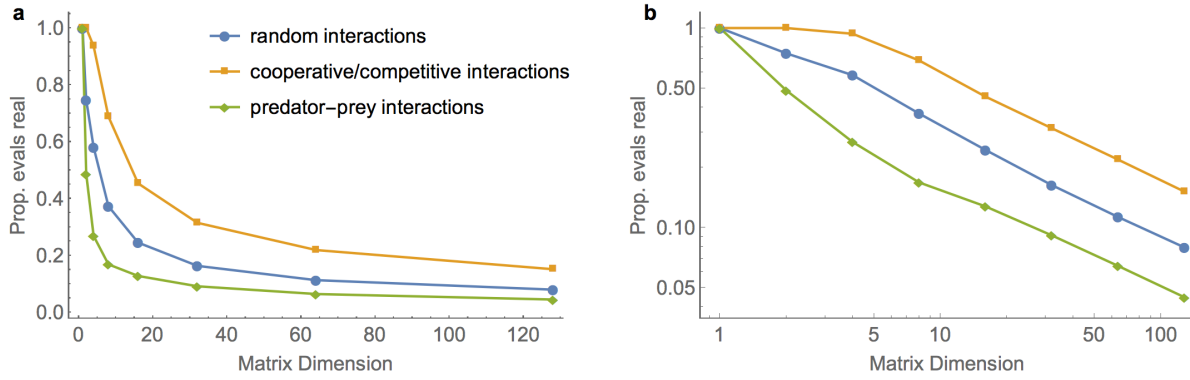 a
1.0
0.8
0.6
0.4
0.2
0.0
Prop. evals real
0 20 40 60 80 100 120
Matrix Dimension
random interactions
cooperative/competitive interactions
predator–prey interactions
b
1
0.50
0.10
0.05
Prop. evals real
1 5 10 50 100
Matrix Dimension